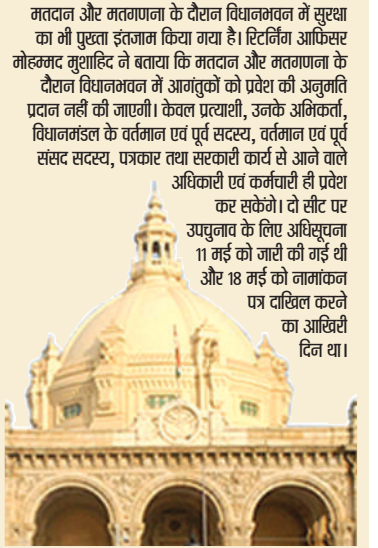 मतदान और मतगणना के दौरान विधानभवन में सुरक्षा
का भी पुख्ता इंतजाम किया गया है। रिटर्निंग आफिसर
मोहम्मद मुशाहिद ने बताया कि मतदान और मतगणना के
दौरान विधानभवन में आगंतुकों को प्रवेश की अनुमति
प्रदान नहीं की जाएगी। केवल प्रत्याशी, उनके अभिकर्ता,
विधानमंडल के वर्तमान एवं पूर्व सदस्य, वर्तमान एवं पूर्व
संसद सदस्य, पत्रकार तथा सरकारी कार्य से आने वाले
अधिकारी एवं कर्मचारी ही प्रवेश
कर सकेंगे। दो सीट पर
उपचुनाव के लिए अधिसूचना
11 मई को जारी की गई थी
और 18 मई को नामांकन
पत्र दाखिल करने
का आखिरी
दिन था।